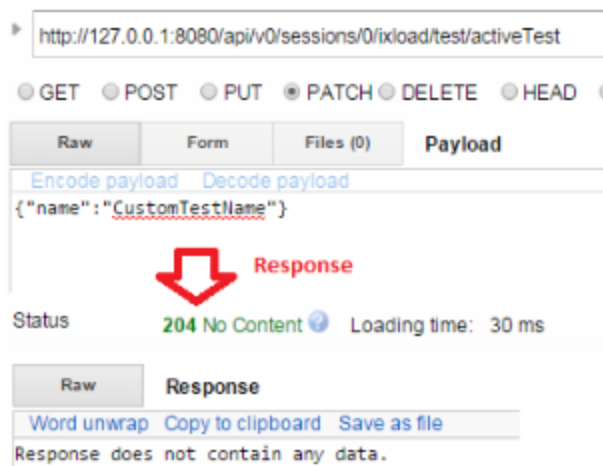 http://127.0.0.1:8080/api/v0/sessions/0/ixload/test/activeTest
GET POST PUT PATCH DELETE HEAD
Raw Form Files (0) Payload
Encode payload Decode payload
{"name":"CustomTestName"}
Response
Status 204 No Content ? Loading time: 30 ms
Raw Response
Word unwrap Copy to clipboard Save as file
Response does not contain any data.